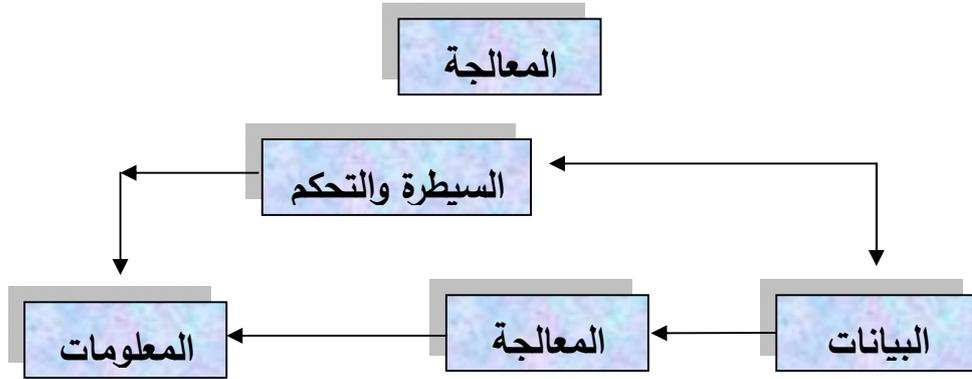 المعالجة
السيطرة والتحكم
البيانات
المعالجة
المعلومات